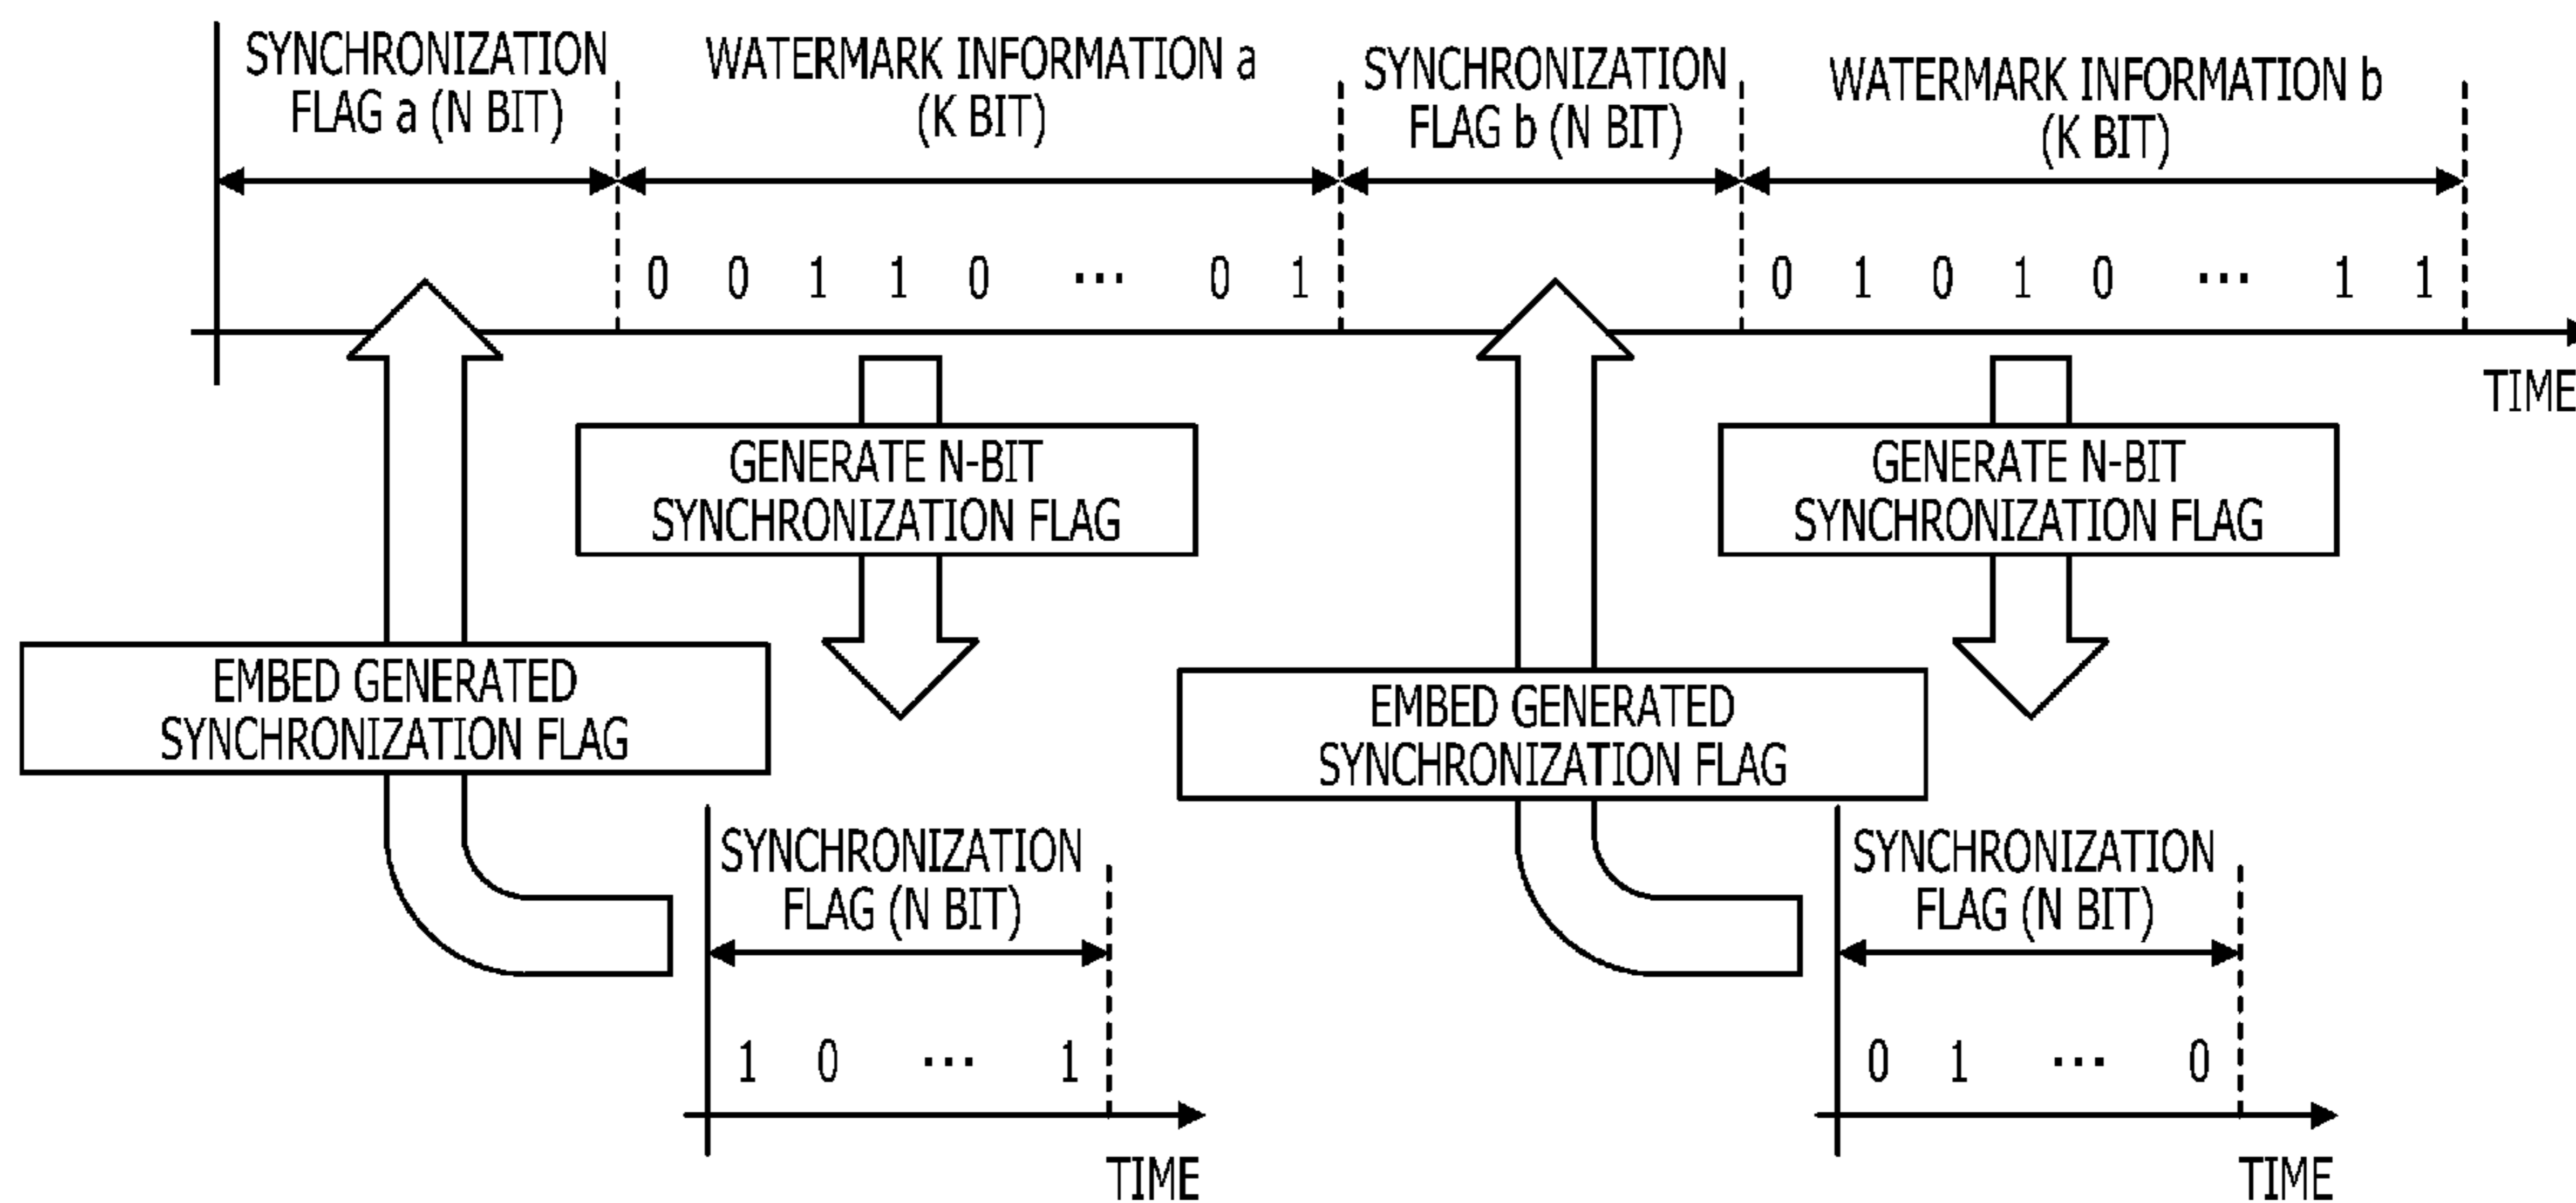 SYNCHRONIZATION
FLAG a (N BIT)
WATERMARK INFORMATION a
(K BIT)
SYNCHRONIZATION
FLAG b (N BIT)
WATERMARK INFORMATION b
(K BIT)
0 0 1 1 0 ··· 0 1
0 1 0 1 0 ··· 1 1
TIME
GENERATE N-BIT
SYNCHRONIZATION FLAG
GENERATE N-BIT
SYNCHRONIZATION FLAG
EMBED GENERATED
SYNCHRONIZATION FLAG
EMBED GENERATED
SYNCHRONIZATION FLAG
SYNCHRONIZATION
FLAG (N BIT)
1 0 ··· 1
TIME
SYNCHRONIZATION
FLAG (N BIT)
0 1 ··· 0
TIME